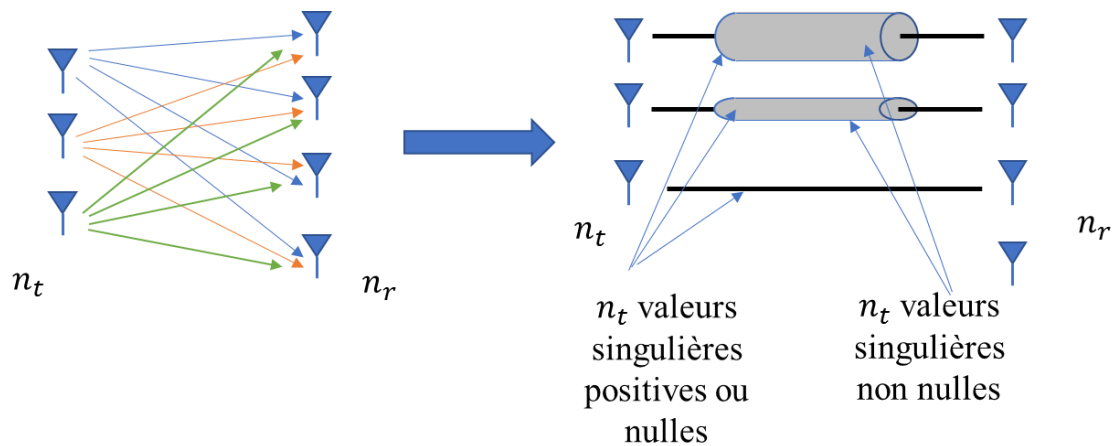 n_t
n_r
n_t
n_r
n_t valeurs
singulières
positives ou
nulles
n_t valeurs
singulières
non nulles